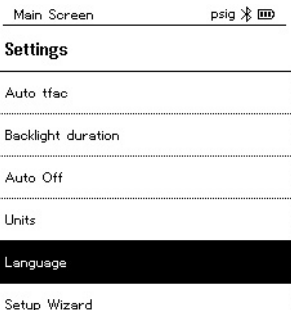 Main Screen psig
Settings
Auto tfac
Backlight duration
Auto Off
Units
Language
Setup Wizard